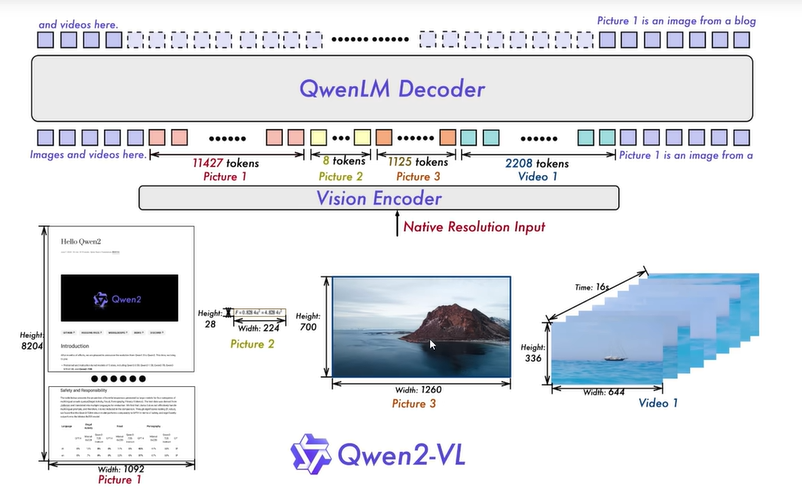 and videos here.
Picture 1 is an image from a blog
QwenLM Decoder
Images and videos here.
11427 tokens
Picture 1
8 tokens
Picture 2
1125 tokens
Picture 3
2208 tokens
Video 1
Picture 1 is an image from a
Vision Encoder
Native Resolution Input
Hello Qwen2
Qwen2
Introduction
Safety and Responsibility
Height: 8204
Width: 1092
Picture 1
Height: 28
Width: 224
Picture 2
Height: 700
Width: 1260
Picture 3
Time: 16s
Height: 336
Width: 644
Video 1
Qwen2-VL